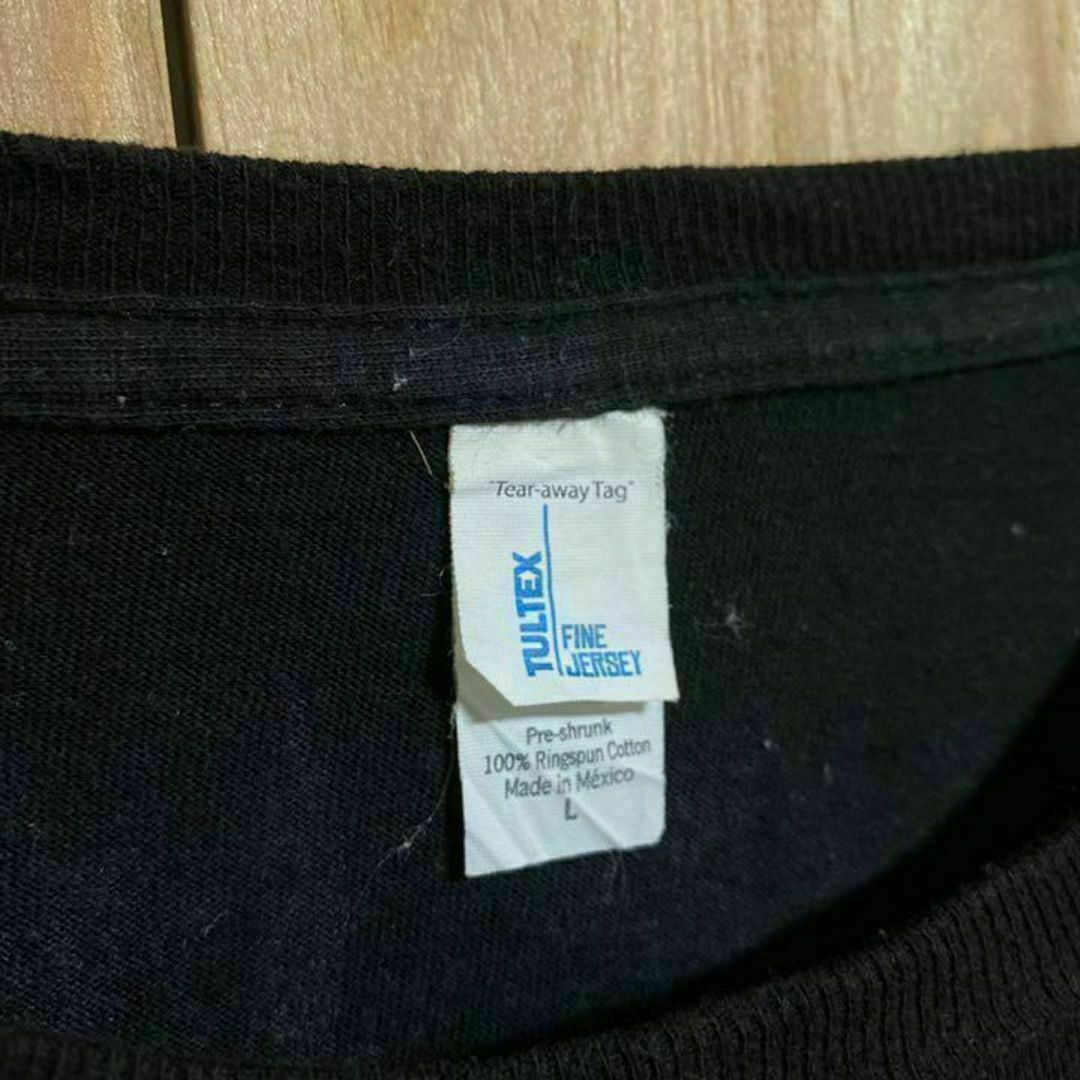 "Tear-away Tag"
TULTEX
FINE
JERSEY
Pre-shrunk
100% Ringspun Cotton
Made in México
L